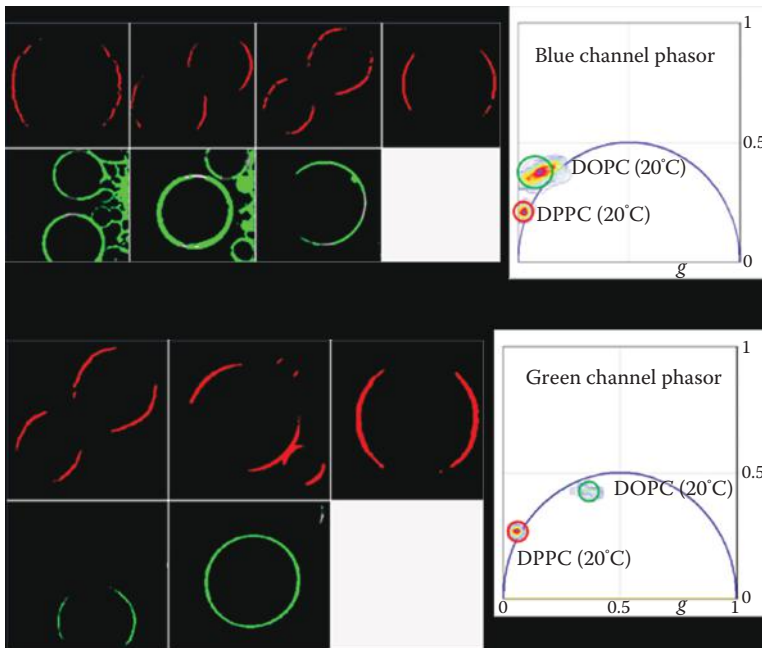 1
Blue channel phasor
0.5
DOPC (20°C)
DPPC (20°C)
0
g
1
Green channel phasor
0.5
DOPC (20°C)
DPPC (20°C)
0
0 0.5 g 1